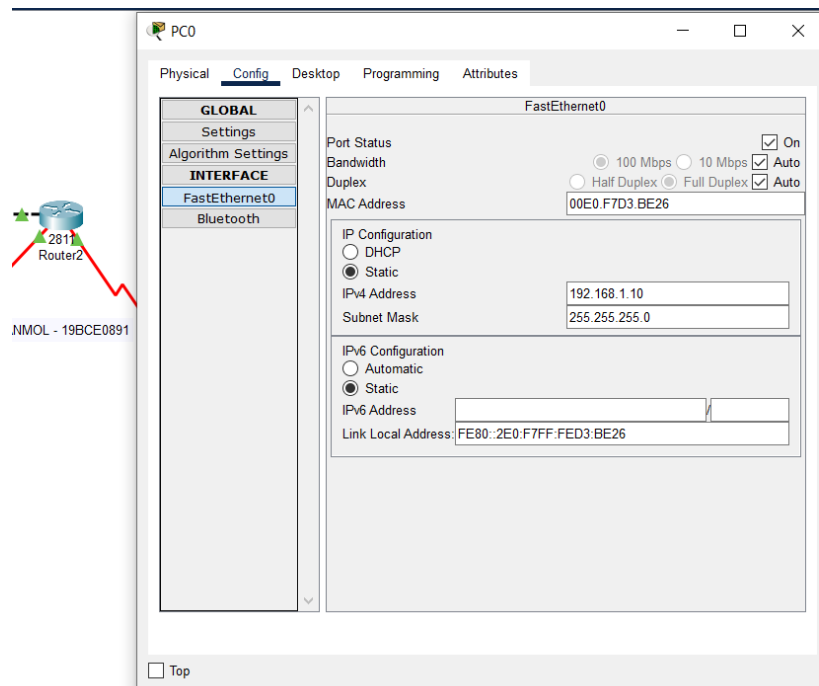 PC0
Physical Config Desktop Programming Attributes
GLOBAL
Settings
Algorithm Settings
INTERFACE
FastEthernet0
Bluetooth
FastEthernet0
Port Status On
Bandwidth 100 Mbps 10 Mbps Auto
Duplex Half Duplex Full Duplex Auto
MAC Address 00E0.F7D3.BE26
IP Configuration
DHCP
Static
IPv4 Address 192.168.1.10
Subnet Mask 255.255.255.0
IPv6 Configuration
Automatic
Static
IPv6 Address /
Link Local Address: FE80::2E0:F7FF:FED3:BE26
Top
2811
Router2
NMOL - 19BCE0891